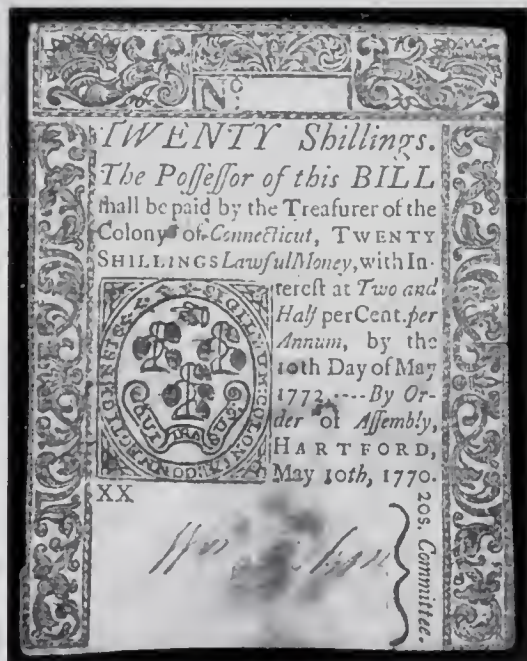 No.
TWENTY Shillings.
The Poſſeſſor of this BILL
ſhall be paid by the Treaſurer of the
Colony of Connecticut, TWENTY
SHILLINGS Lawful Money, with In-
tereſt at Two and
Half per Cent. per
Annum, by the
10th Day of May
1772.----By Or-
der of Aſſembly,
HARTFORD,
May 10th, 1770.
XX
20s. Committee.